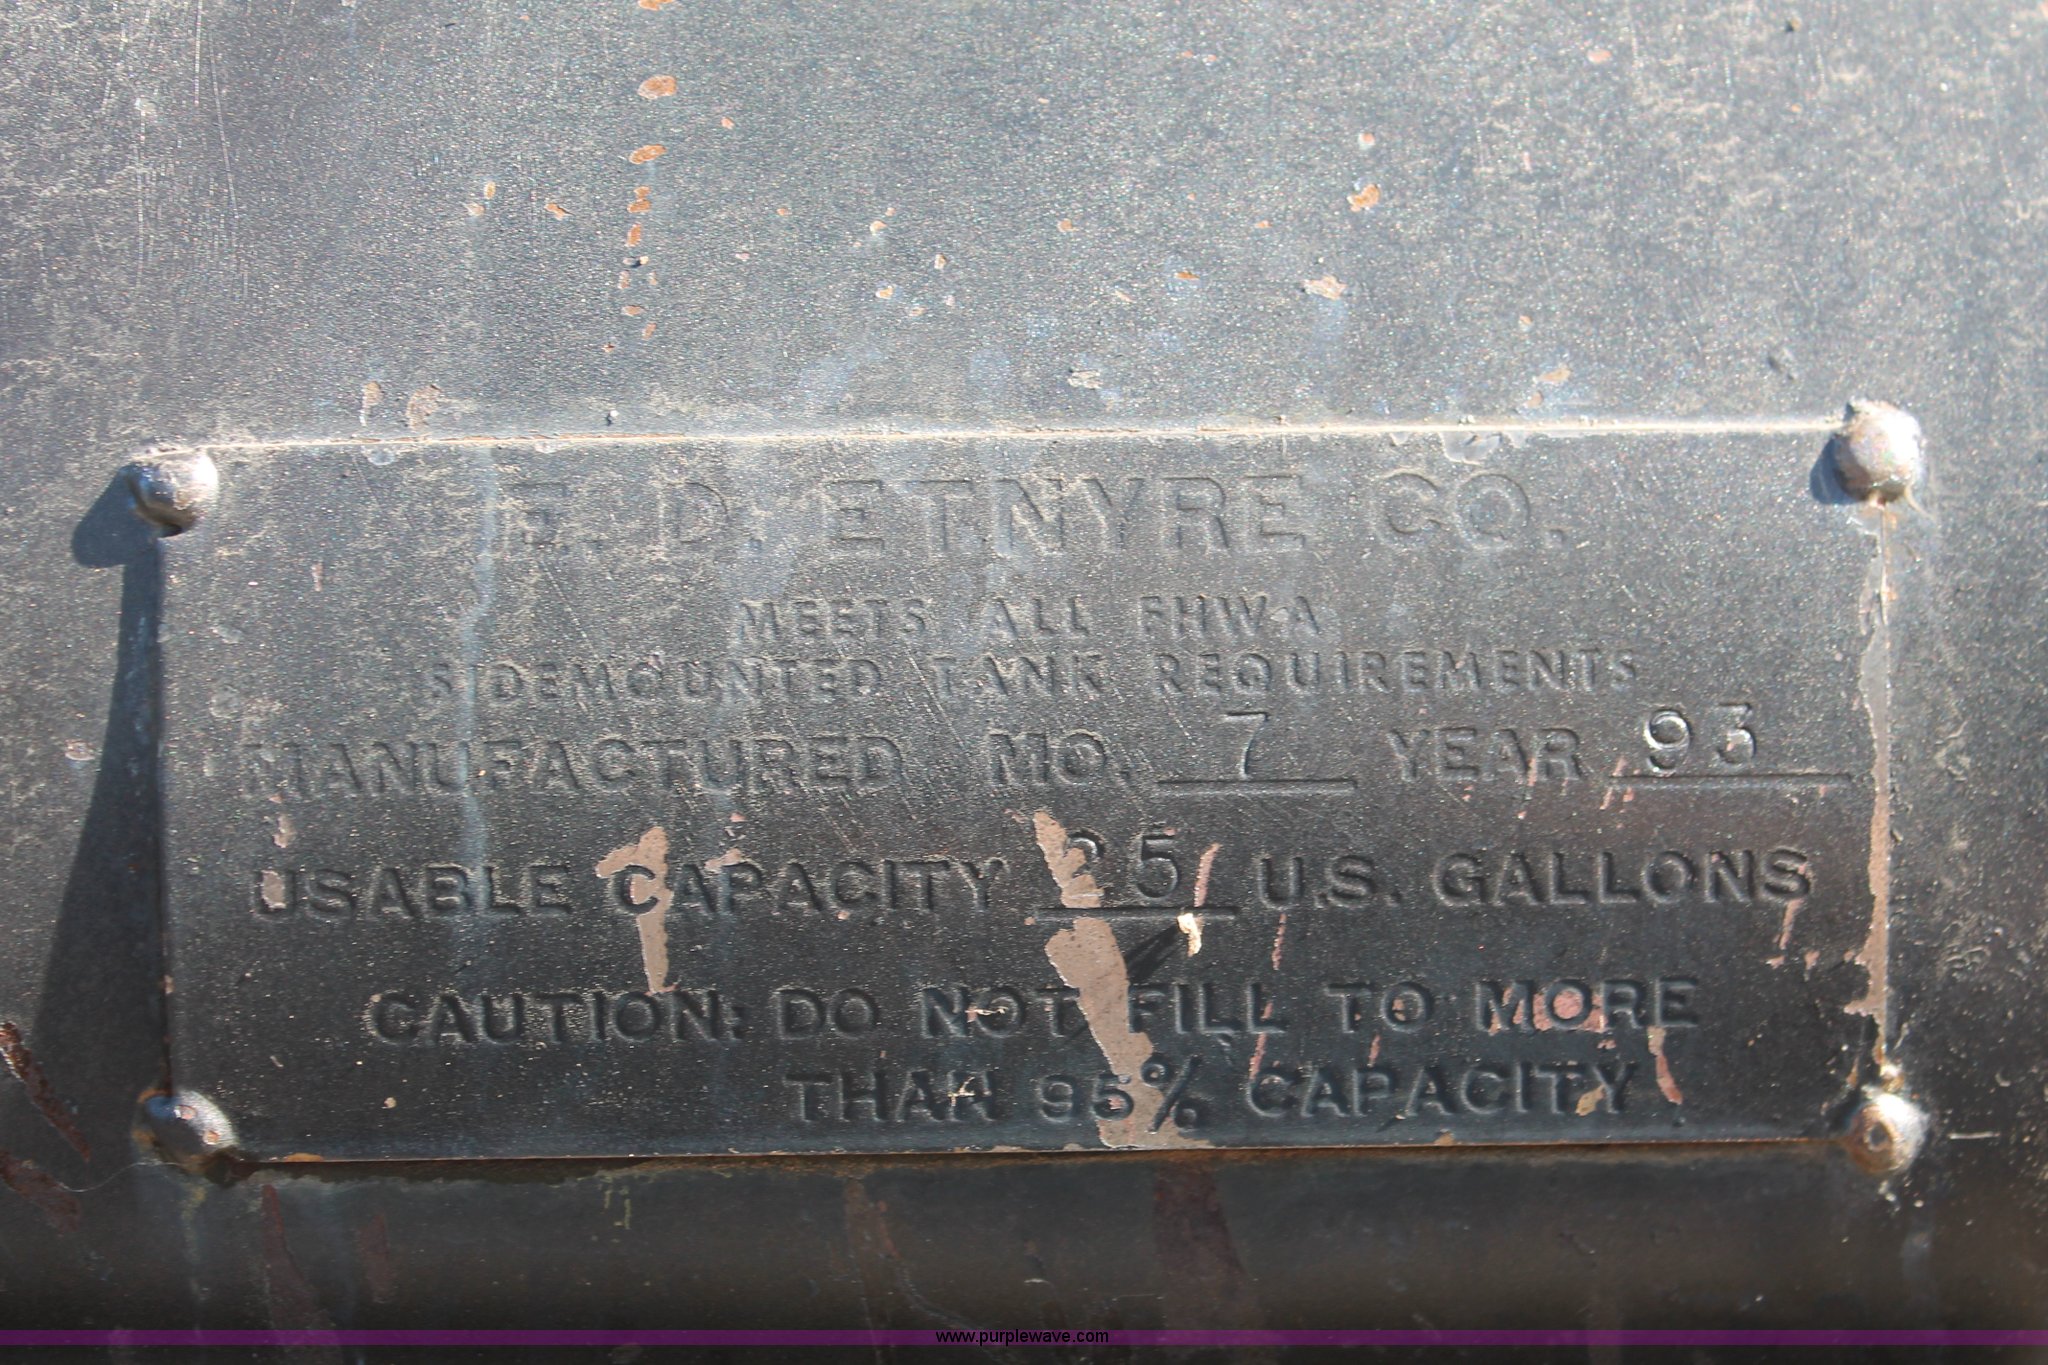 E. D. ETNYRE CO.
MEETS ALL FHWA
SIDEMOUNTED TANK REQUIREMENTS
MANUFACTURED MO. 7 YEAR 93
USABLE CAPACITY U.S. GALLONS
CAUTION: DO NOT FILL TO MORE
THAN 95% CAPACITY
www.purplewave.com